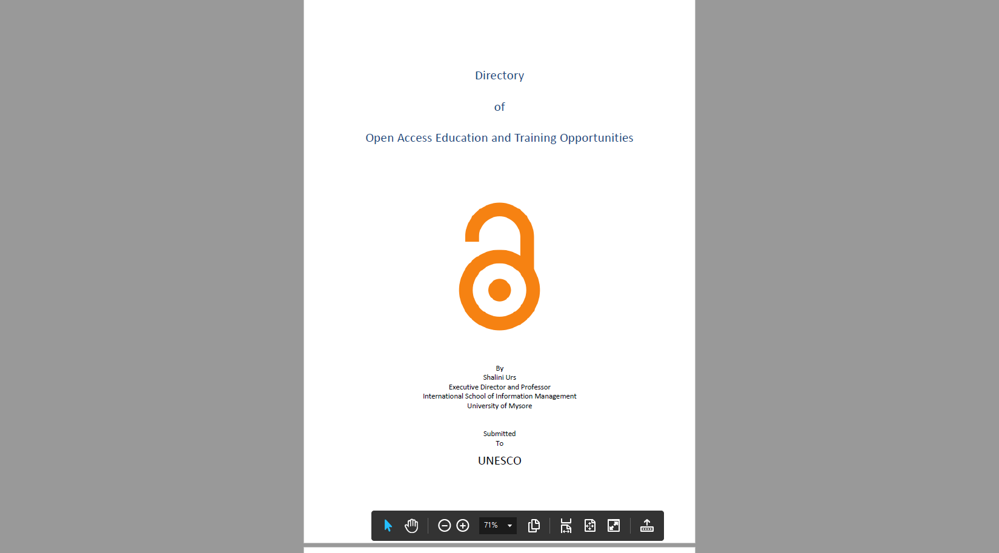 Directory
of
Open Access Education and Training Opportunities
By
Shalini Urs
Executive Director and Professor
International School of Information Management
University of Mysore
Submitted
To
UNESCO
71%